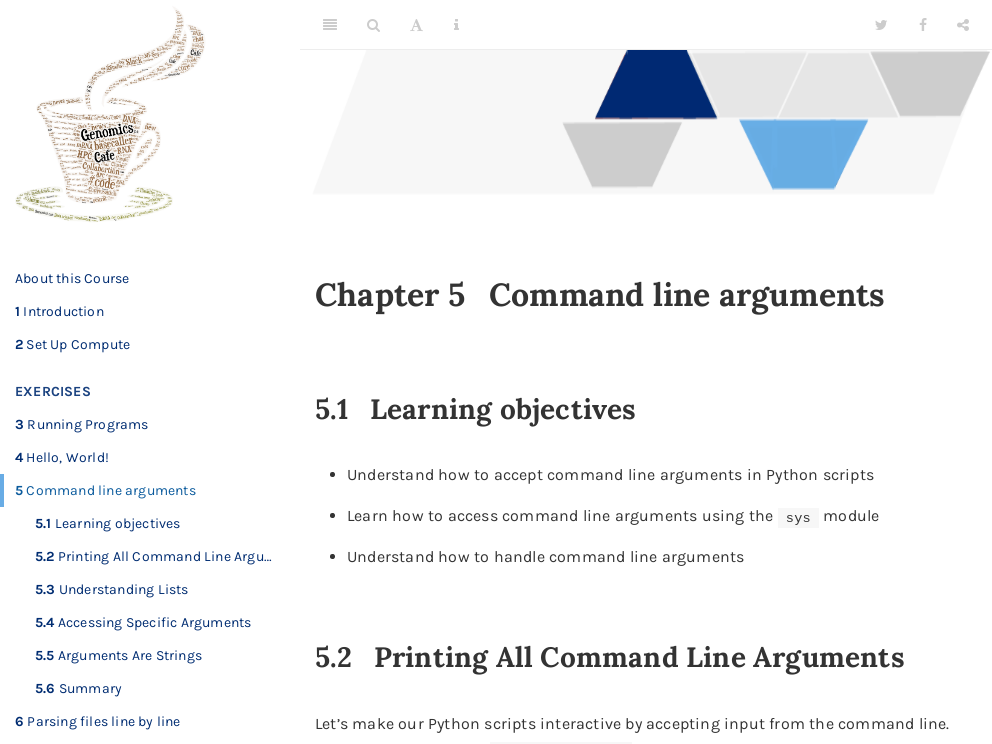 Genomics
Cafe
code
About this Course
1 Introduction
2 Set Up Compute
EXERCISES
3 Running Programs
4 Hello, World!
5 Command line arguments
5.1 Learning objectives
5.2 Printing All Command Line Argu…
5.3 Understanding Lists
5.4 Accessing Specific Arguments
5.5 Arguments Are Strings
5.6 Summary
6 Parsing files line by line
Chapter 5 Command line arguments
5.1 Learning objectives
• Understand how to accept command line arguments in Python scripts
• Learn how to access command line arguments using the sys module
• Understand how to handle command line arguments
5.2 Printing All Command Line Arguments
Let’s make our Python scripts interactive by accepting input from the command line.